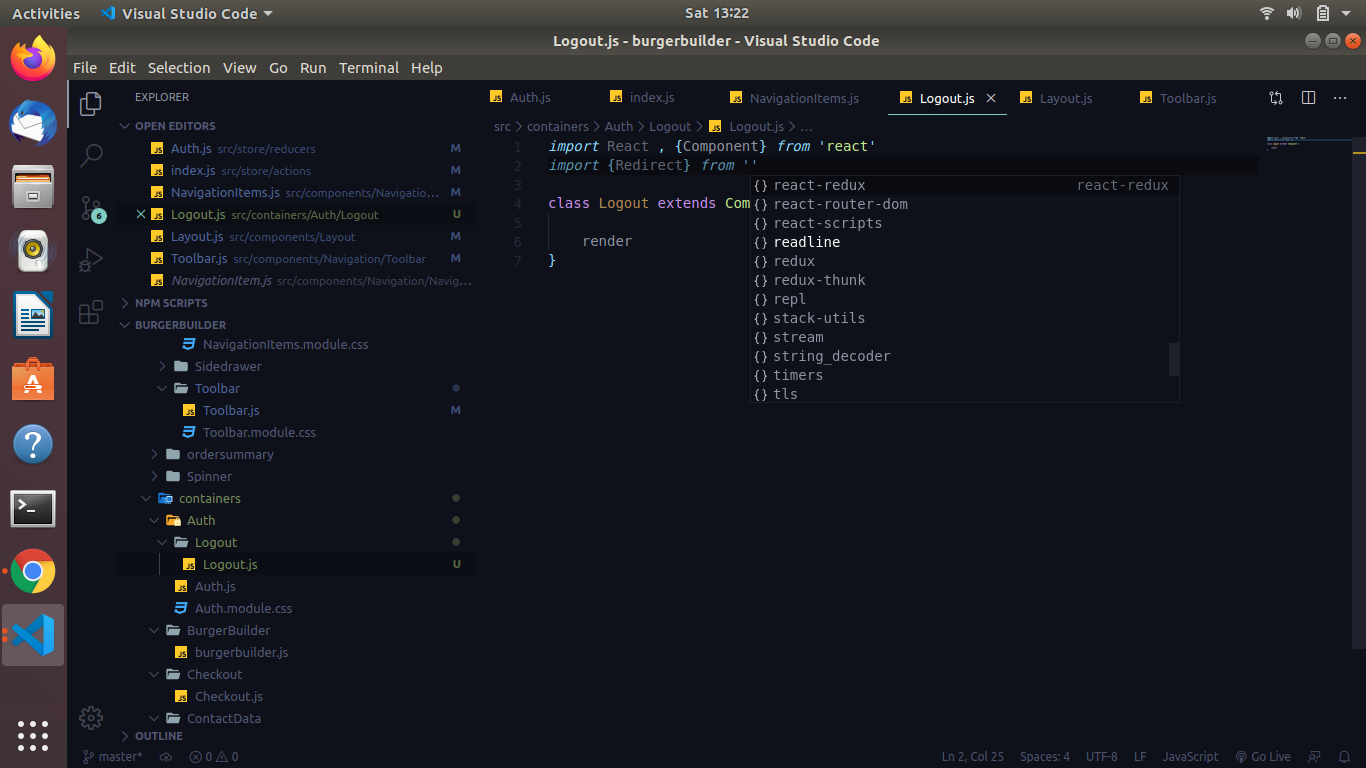 Activities Visual Studio Code Sat 13:22
Logout.js - burgerbuilder - Visual Studio Code
File Edit Selection View Go Run Terminal Help
EXPLORER
OPEN EDITORS
Auth.js src/store/reducers M
index.js src/store/actions M
NavigationItems.js src/components/Navigatio... M
Logout.js src/containers/Auth/Logout U
Layout.js src/components/Layout M
Toolbar.js src/components/Navigation/Toolbar M
NavigationItem.js src/components/Navigation/Navig...
NPM SCRIPTS
BURGERBUILDER
NavigationItems.module.css
Sidedrawer
Toolbar
Toolbar.js M
Toolbar.module.css
ordersummary
Spinner
containers
Auth
Logout
Logout.js U
Auth.js
Auth.module.css
BurgerBuilder
burgerbuilder.js
Checkout
Checkout.js
ContactData
OUTLINE
6
Auth.js index.js NavigationItems.js Logout.js Layout.js Toolbar.js
src > containers > Auth > Logout > Logout.js > ...
1 import React , {Component} from 'react'
2 import {Redirect} from ''
3
4 class Logout extends Com
5
6 render
7 }
{} react-redux react-redux
{} react-router-dom
{} react-scripts
{} readline
{} redux
{} redux-thunk
{} repl
{} stack-utils
{} stream
{} string_decoder
{} timers
{} tls
master* 0 0 Ln 2, Col 25 Spaces: 4 UTF-8 LF JavaScript Go Live